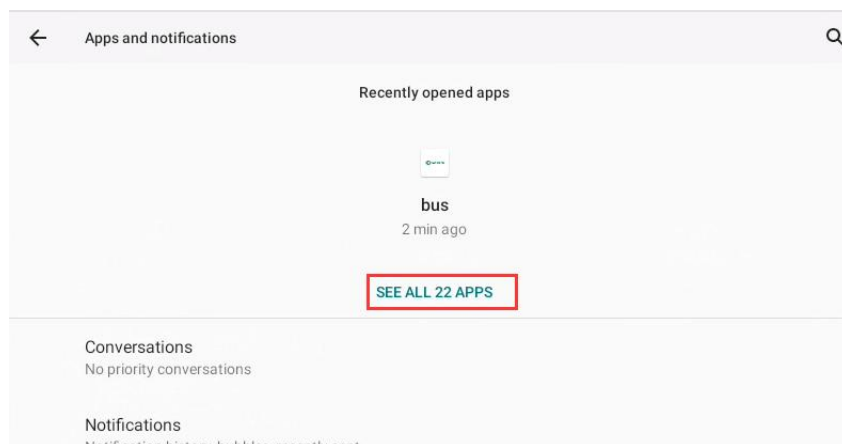 Apps and notifications
Recently opened apps
bus
2 min ago
SEE ALL 22 APPS
Conversations
No priority conversations
Notifications